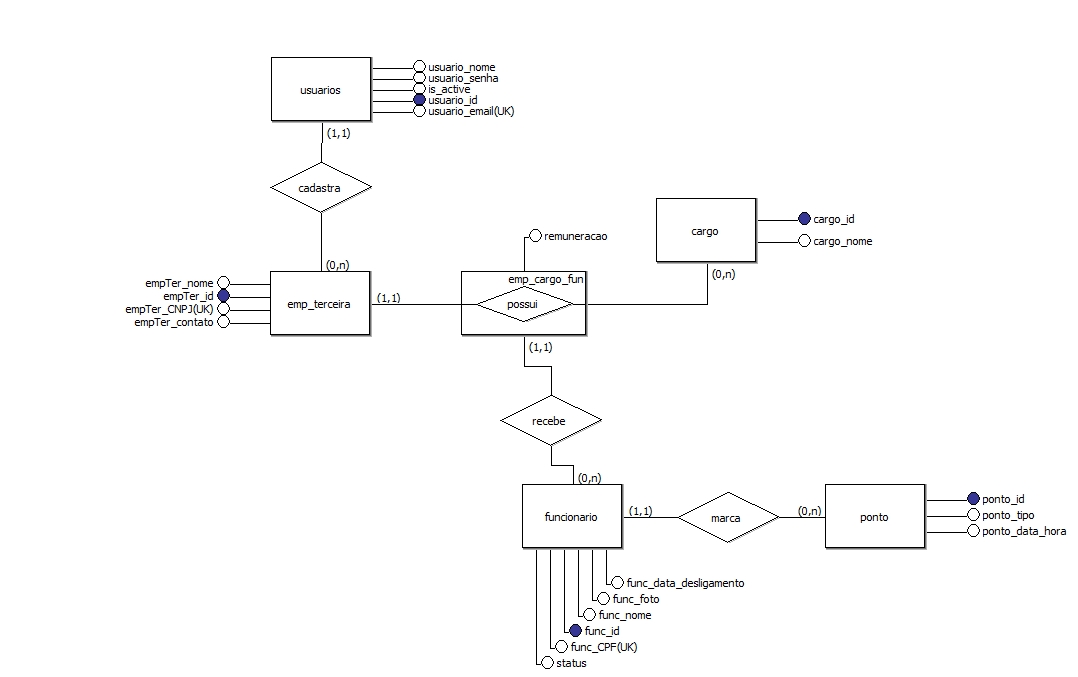 usuarios
usuario_nome
usuario_senha
is_active
usuario_id
usuario_email(UK)
(1,1)
cadastra
(0,n)
cargo
cargo_id
cargo_nome
(0,n)
remuneracao
empTer_nome
empTer_id
empTer_CNPJ(UK)
empTer_contato
emp_terceira
(1,1)
emp_cargo_fun
possui
(1,1)
recebe
(0,n)
funcionario
(1,1)
marca
(0,n)
ponto
ponto_id
ponto_tipo
ponto_data_hora
func_data_desligamento
func_foto
func_nome
func_id
func_CPF(UK)
status